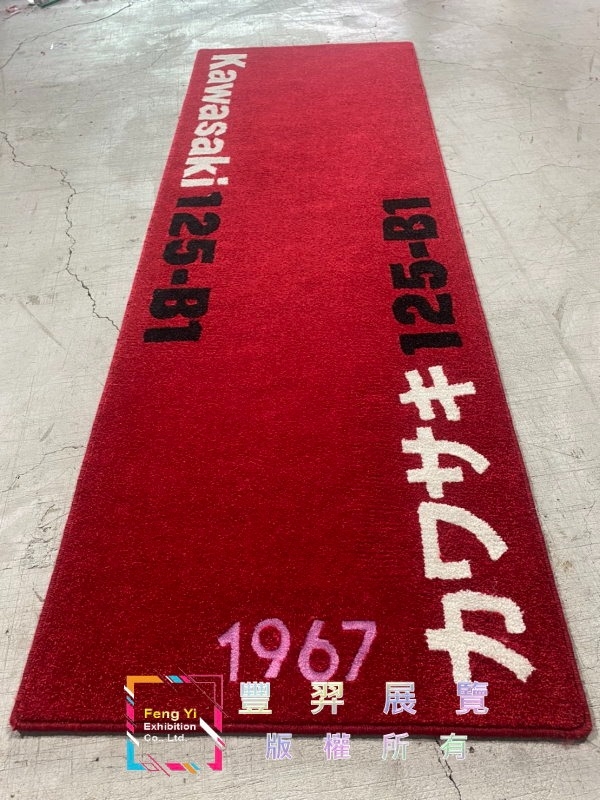 Kawasaki 125-B1
カワサキ 125-B1
1967
Feng Yi
Exhibition
Co., Ltd.
豐羿展覽
版權所有